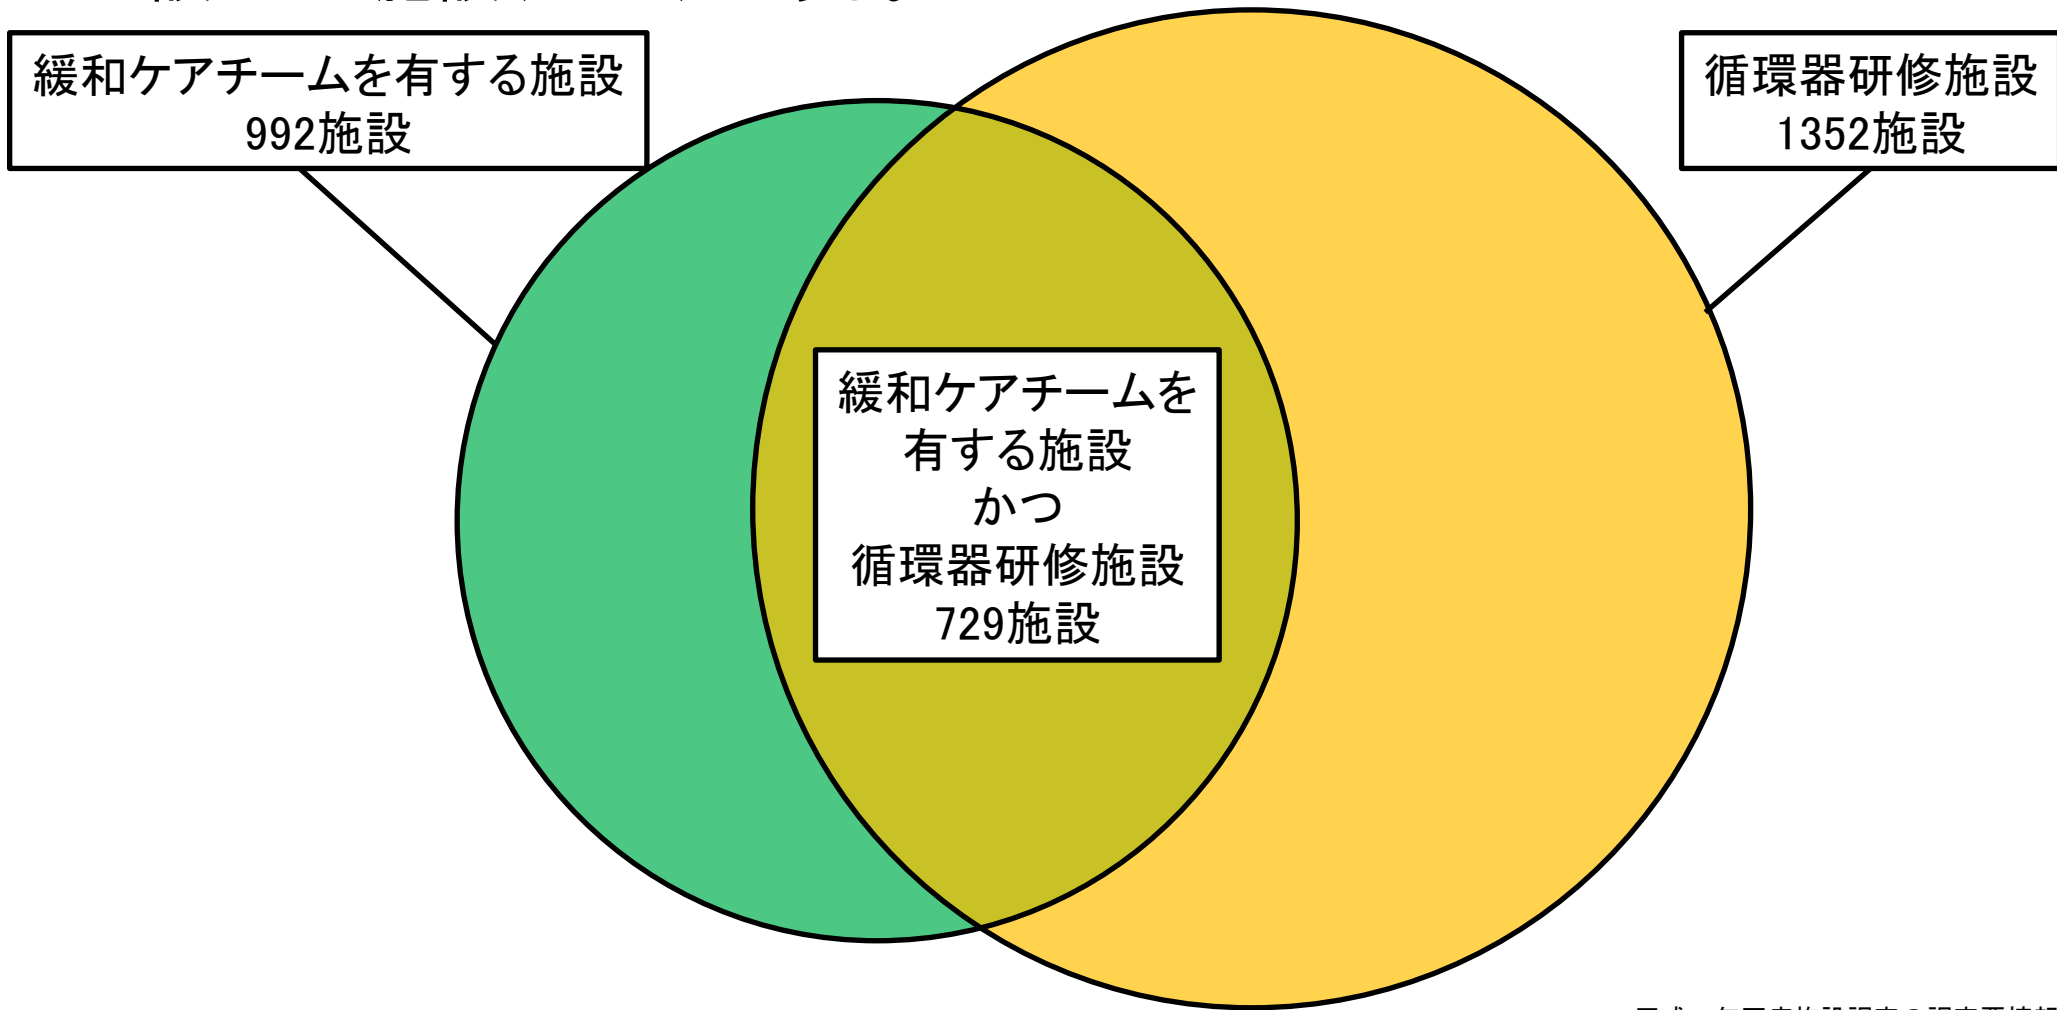 緩和ケアチームを有する施設
992施設
循環器研修施設
1352施設
緩和ケアチームを
有する施設
かつ
循環器研修施設
729施設